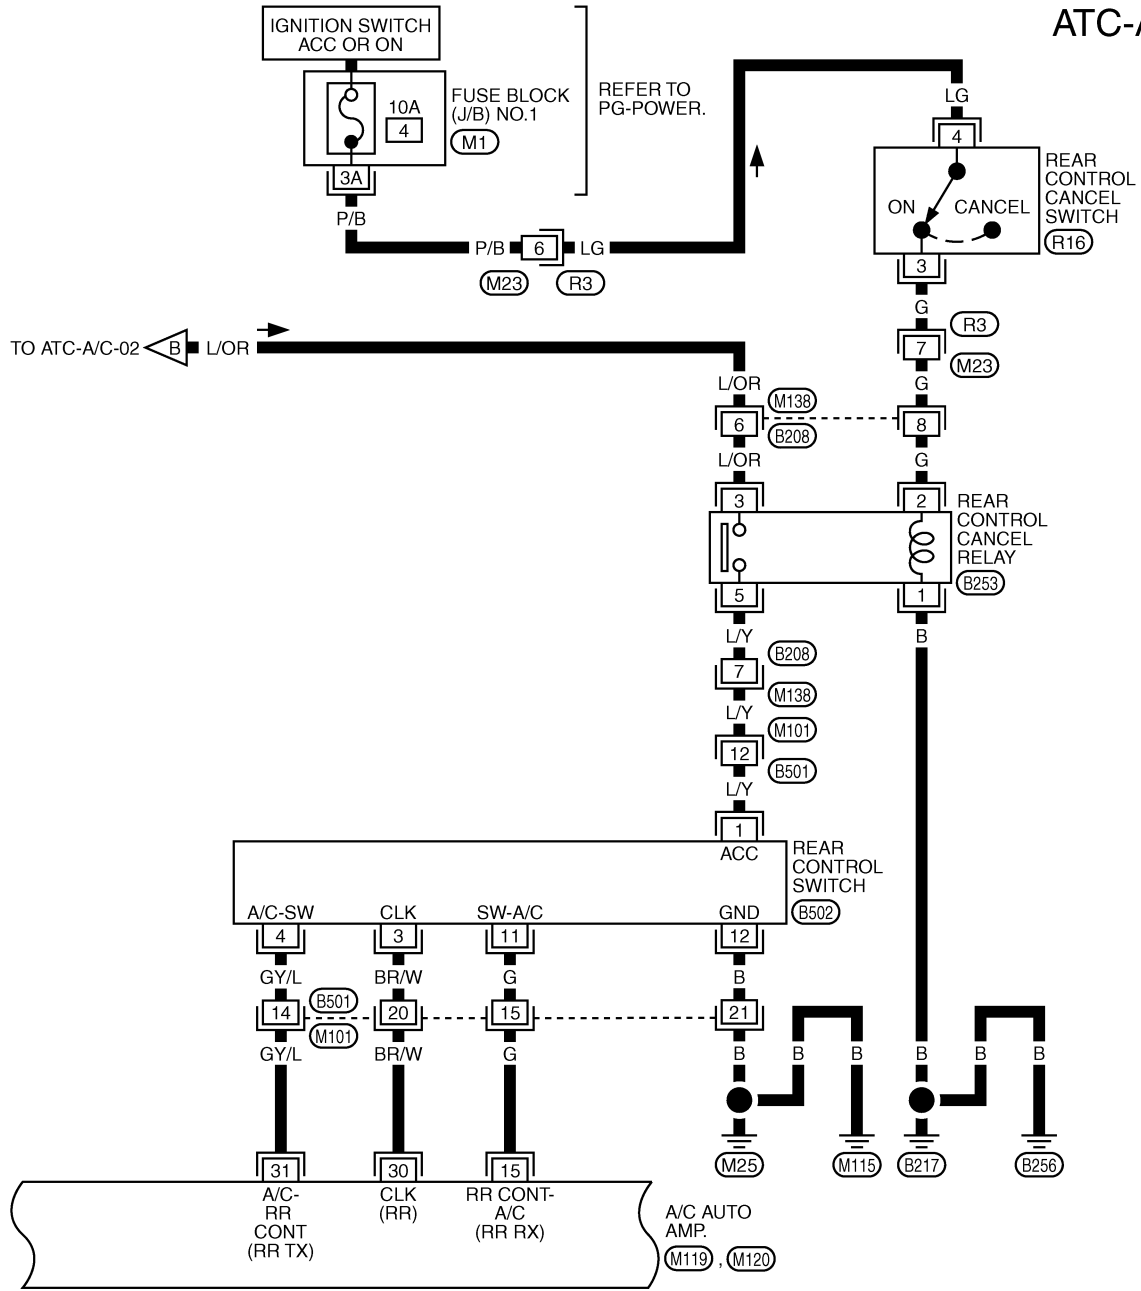 ATC-A
IGNITION SWITCH
ACC OR ON
10A
4
FUSE BLOCK
(J/B) NO.1
M1
REFER TO
PG-POWER.
3A
P/B
P/B
6
LG
M23
R3
LG
4
ON
CANCEL
REAR
CONTROL
CANCEL
SWITCH
R16
3
G
R3
7
M23
G
TO ATC-A/C-02
B
L/OR
L/OR
M138
6
8
B208
L/OR
G
3
2
REAR
CONTROL
CANCEL
RELAY
B253
5
1
L/Y
B
B208
7
M138
L/Y
M101
12
B501
L/Y
1
ACC
REAR
CONTROL
SWITCH
B502
A/C-SW
CLK
SW-A/C
GND
4
3
11
12
GY/L
BR/W
G
B
B501
14
20
15
21
M101
GY/L
BR/W
G
B
B
B
B
B
B
M25
M115
B217
B256
31
30
15
A/C-
RR
CONT
(RR TX)
CLK
(RR)
RR CONT-
A/C
(RR RX)
A/C AUTO
AMP.
M119 , M120